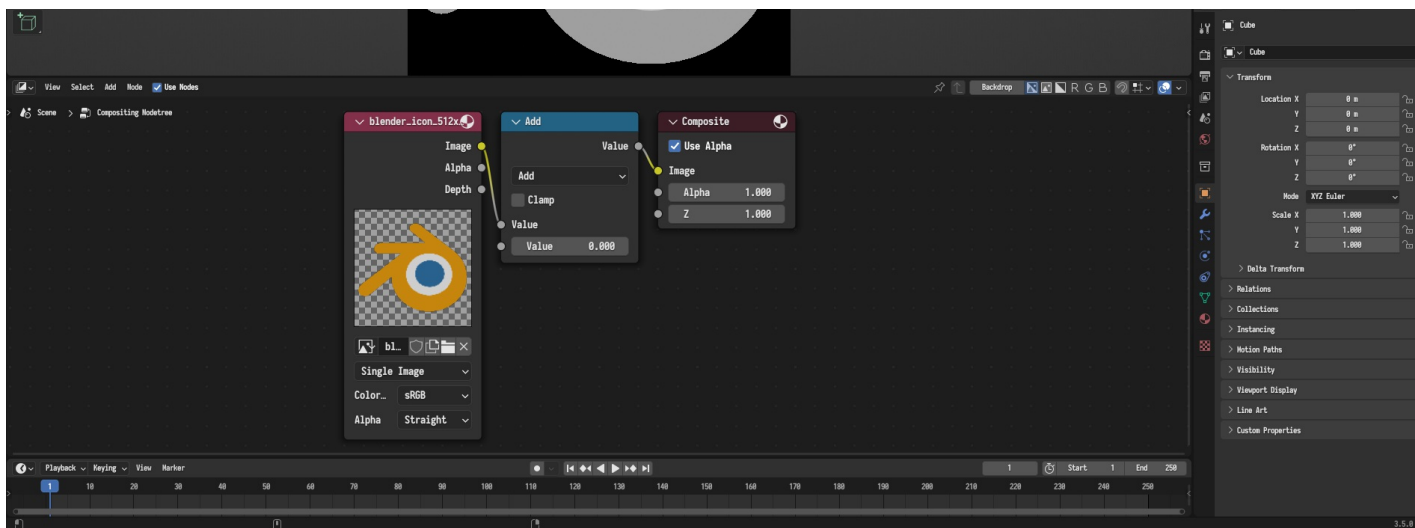 Cube
Cube
View Select Add Node Use Nodes Backdrop R G B
Scene > Compositing Nodetree
blender_icon_512x
Image
Alpha
Depth
bl…
Single Image
Color… sRGB
Alpha Straight
Add
Value
Add
Clamp
Value
Value 0.000
Composite
Use Alpha
Image
Alpha 1.000
Z 1.000
Transform
Location X 0 m
Y 0 m
Z 0 m
Rotation X 0°
Y 0°
Z 0°
Mode XYZ Euler
Scale X 1.000
Y 1.000
Z 1.000
Delta Transform
Relations
Collections
Instancing
Motion Paths
Visibility
Viewport Display
Line Art
Custom Properties
Playback Keying View Marker 1 Start 1 End 250
1 10 20 30 40 50 60 70 80 90 100 110 120 130 140 150 160 170 180 190 200 210 220 230 240 250
3.5.0